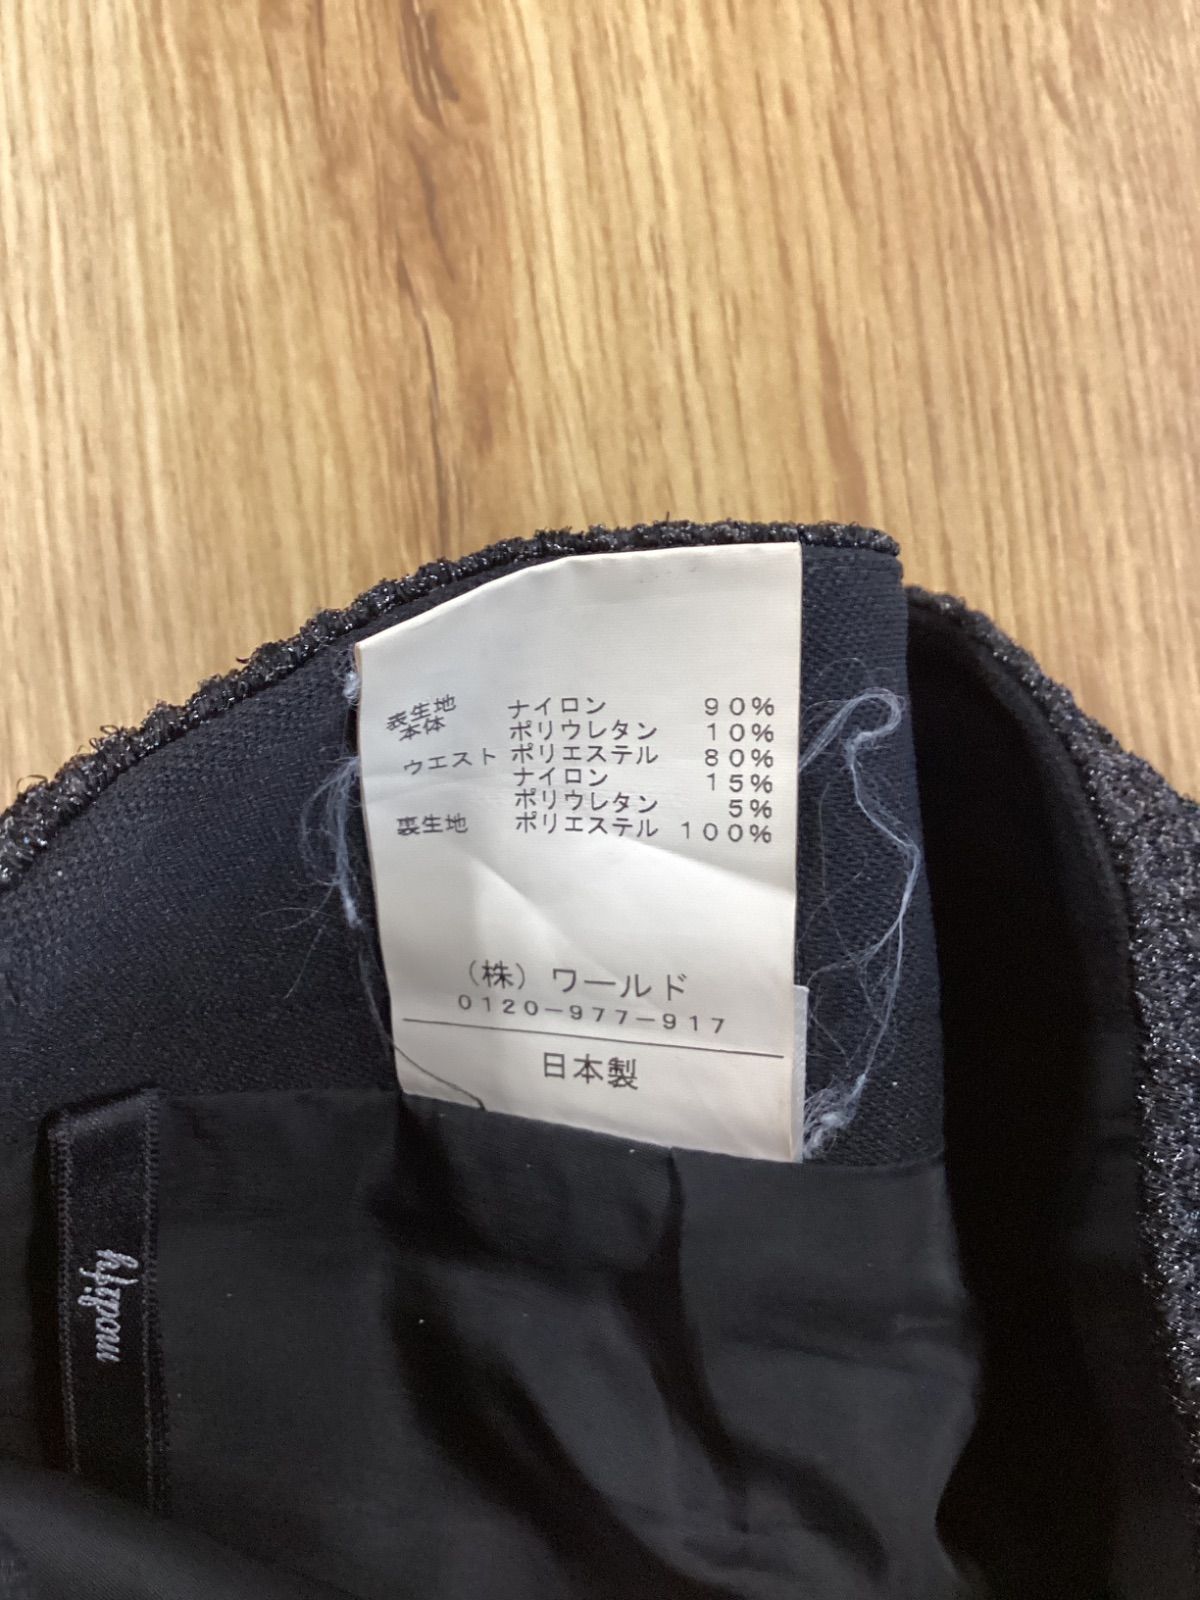 表生地 ナイロン 90%
本体 ポリウレタン 10%
ウエスト ポリエステル 80%
ナイロン 15%
ポリウレタン 5%
裏生地 ポリエステル 100%
(株) ワールド
0120-977-917
日本製
modify